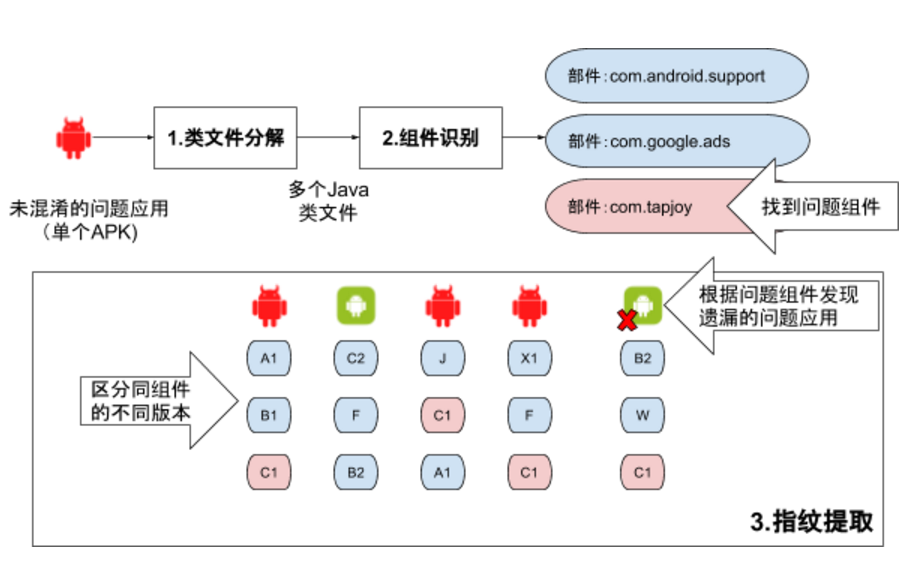 部件：com.android.support
1.类文件分解
2.组件识别
部件：com.google.ads
未混淆的问题应用
（单个APK)
多个Java
类文件
部件：com.tapjoy
找到问题组件
根据问题组件发现
遗漏的问题应用
区分同组件
的不同版本
A1 C2 J X1 B2
B1 F C1 F W
C1 B2 A1 C1 C1
3.指纹提取